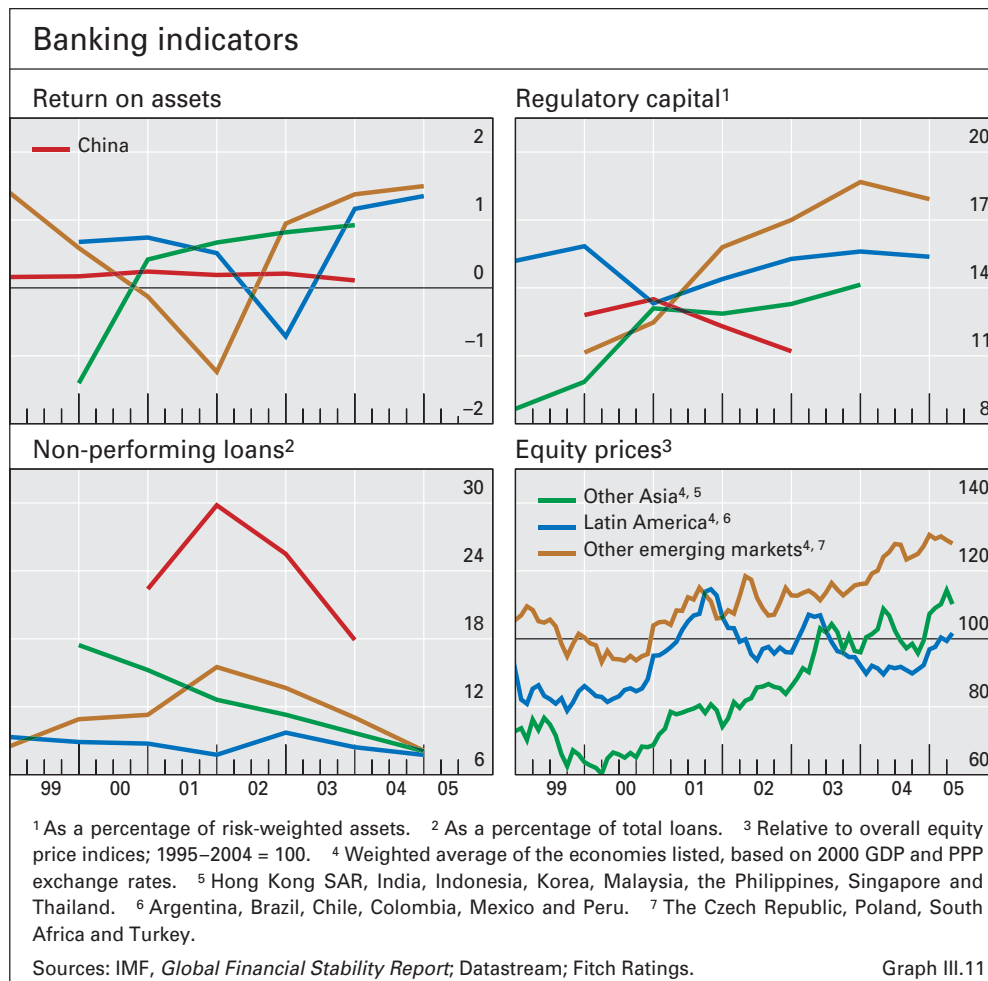 Banking indicators
Return on assets
China
2
1
0
–1
–2
Regulatory capital¹
20
17
14
11
8
Non-performing loans²
30
24
18
12
6
99 00 01 02 03 04 05
Equity prices³
Other Asia⁴˒ ⁵
Latin America⁴˒ ⁶
Other emerging markets⁴˒ ⁷
140
120
100
80
60
99 00 01 02 03 04 05
¹ As a percentage of risk-weighted assets. ² As a percentage of total loans. ³ Relative to overall equity
price indices; 1995–2004 = 100. ⁴ Weighted average of the economies listed, based on 2000 GDP and PPP
exchange rates. ⁵ Hong Kong SAR, India, Indonesia, Korea, Malaysia, the Philippines, Singapore and
Thailand. ⁶ Argentina, Brazil, Chile, Colombia, Mexico and Peru. ⁷ The Czech Republic, Poland, South
Africa and Turkey.
Sources: IMF, Global Financial Stability Report; Datastream; Fitch Ratings. Graph III.11